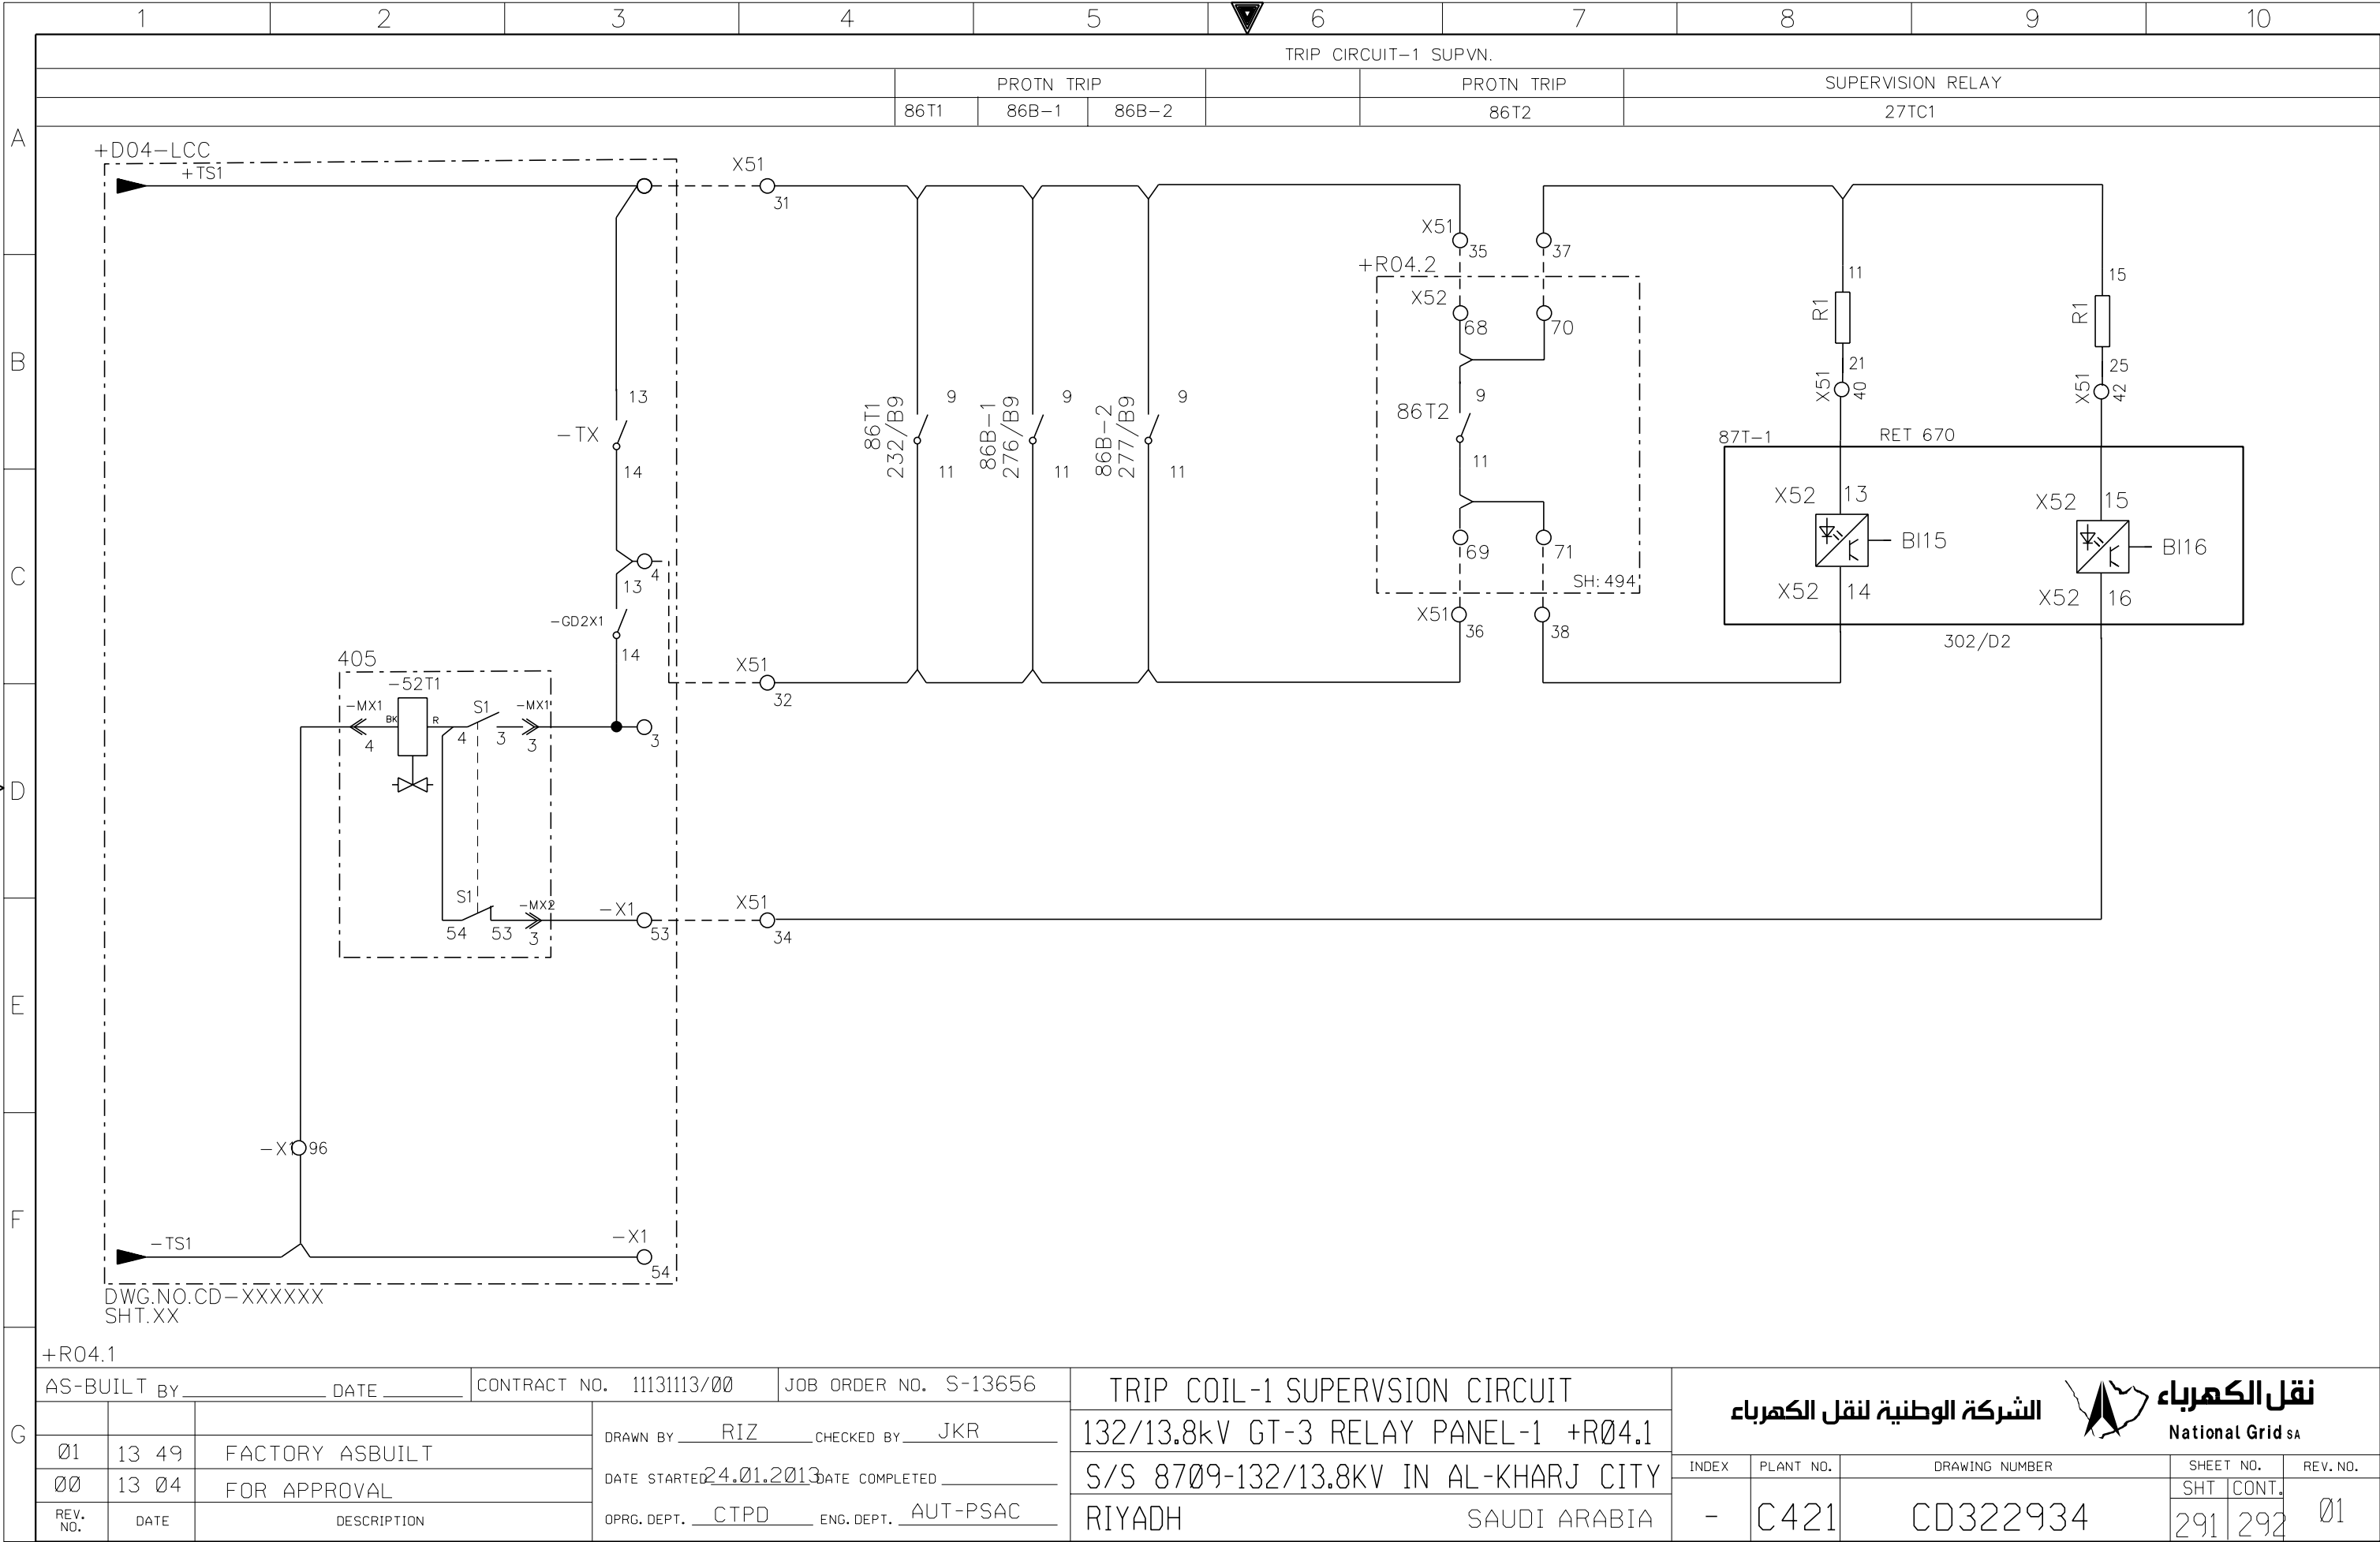 1 2 3 4 5 6 7 8 9 10
TRIP CIRCUIT-1 SUPVN.
PROTN TRIP PROTN TRIP SUPERVISION RELAY
86T1 86B-1 86B-2 86T2 27TC1
A
B
C
D
E
F
G
+D04-LCC
+TS1
X51
31
X51
35 37
+R04.2
X52
68 70
13
-TX
14
4
13
-GD2X1
14
86T1
232/B9
9
11
86B-1
276/B9
9
11
86B-2
277/B9
9
11
86T2
9
11
69 71
SH:494
X51
36 38
11
R1
21
X51
40
15
R1
25
X51
42
87T-1 RET 670
X52 13
BI15
X52 14
X52 15
BI16
X52 16
302/D2
X51
32
405
-52T1
-MX1
4
BK R
S1
4 3
-MX1
3
3
S1
54 53
-MX2
3
-X1
53
X51
34
-X1 96
-TS1
-X1
54
DWG.NO.CD-XXXXXX
SHT.XX
+R04.1
AS-BUILT BY DATE
CONTRACT NO. 11131113/00
JOB ORDER NO. S-13656
01 13 49 FACTORY ASBUILT
00 13 04 FOR APPROVAL
REV. NO. DATE DESCRIPTION
DRAWN BY RIZ CHECKED BY JKR
DATE STARTED 24.01.2013 DATE COMPLETED
OPRG. DEPT. CTPD ENG. DEPT. AUT-PSAC
TRIP COIL-1 SUPERVSION CIRCUIT
132/13.8kV GT-3 RELAY PANEL-1 +R04.1
S/S 8709-132/13.8KV IN AL-KHARJ CITY
RIYADH SAUDI ARABIA
الشركة الوطنية لنقل الكهرباء
نقل الكهرباء
National Grid SA
INDEX PLANT NO. DRAWING NUMBER SHEET NO. REV. NO.
SHT CONT.
- C421 CD322934 291 292 01